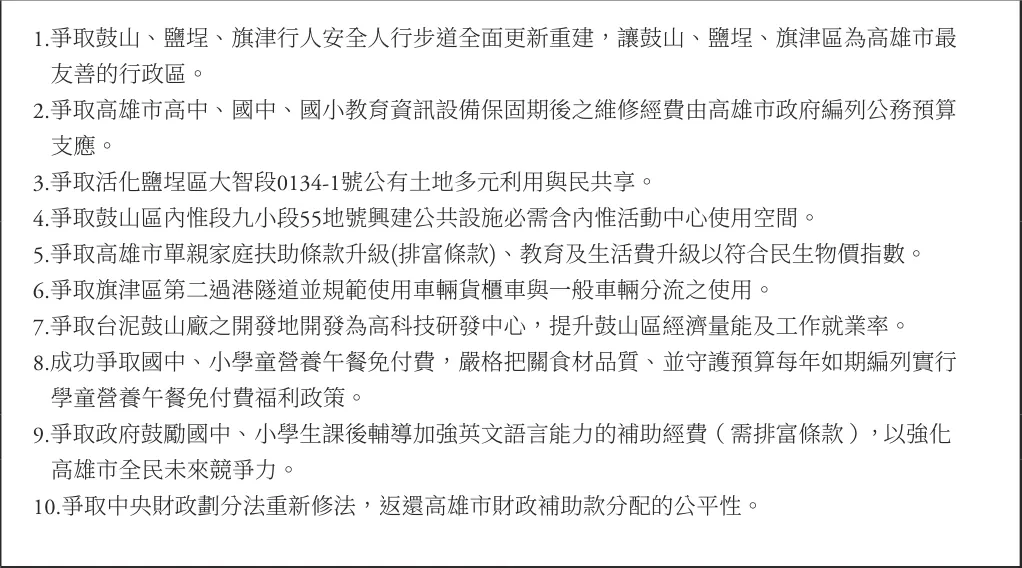 1.爭取鼓山、鹽埕、旗津行人安全人行步道全面更新重建，讓鼓山、鹽埕、旗津區為高雄市最
友善的行政區。
2.爭取高雄市高中、國中、國小教育資訊設備保固期後之維修經費由高雄市政府編列公務預算
支應。
3.爭取活化鹽埕區大智段0134-1號公有土地多元利用與民共享。
4.爭取鼓山區內惟段九小段55地號興建公共設施必需含內惟活動中心使用空間。
5.爭取高雄市單親家庭扶助條款升級(排富條款)、教育及生活費升級以符合民生物價指數。
6.爭取旗津區第二過港隧道並規範使用車輛貨櫃車與一般車輛分流之使用。
7.爭取台泥鼓山廠之開發地開發為高科技研發中心，提升鼓山區經濟量能及工作就業率。
8.成功爭取國中、小學童營養午餐免付費，嚴格把關食材品質、並守護預算每年如期編列實行
學童營養午餐免付費福利政策。
9.爭取政府鼓勵國中、小學生課後輔導加強英文語言能力的補助經費（需排富條款），以強化
高雄市全民未來競爭力。
10.爭取中央財政劃分法重新修法，返還高雄市財政補助款分配的公平性。